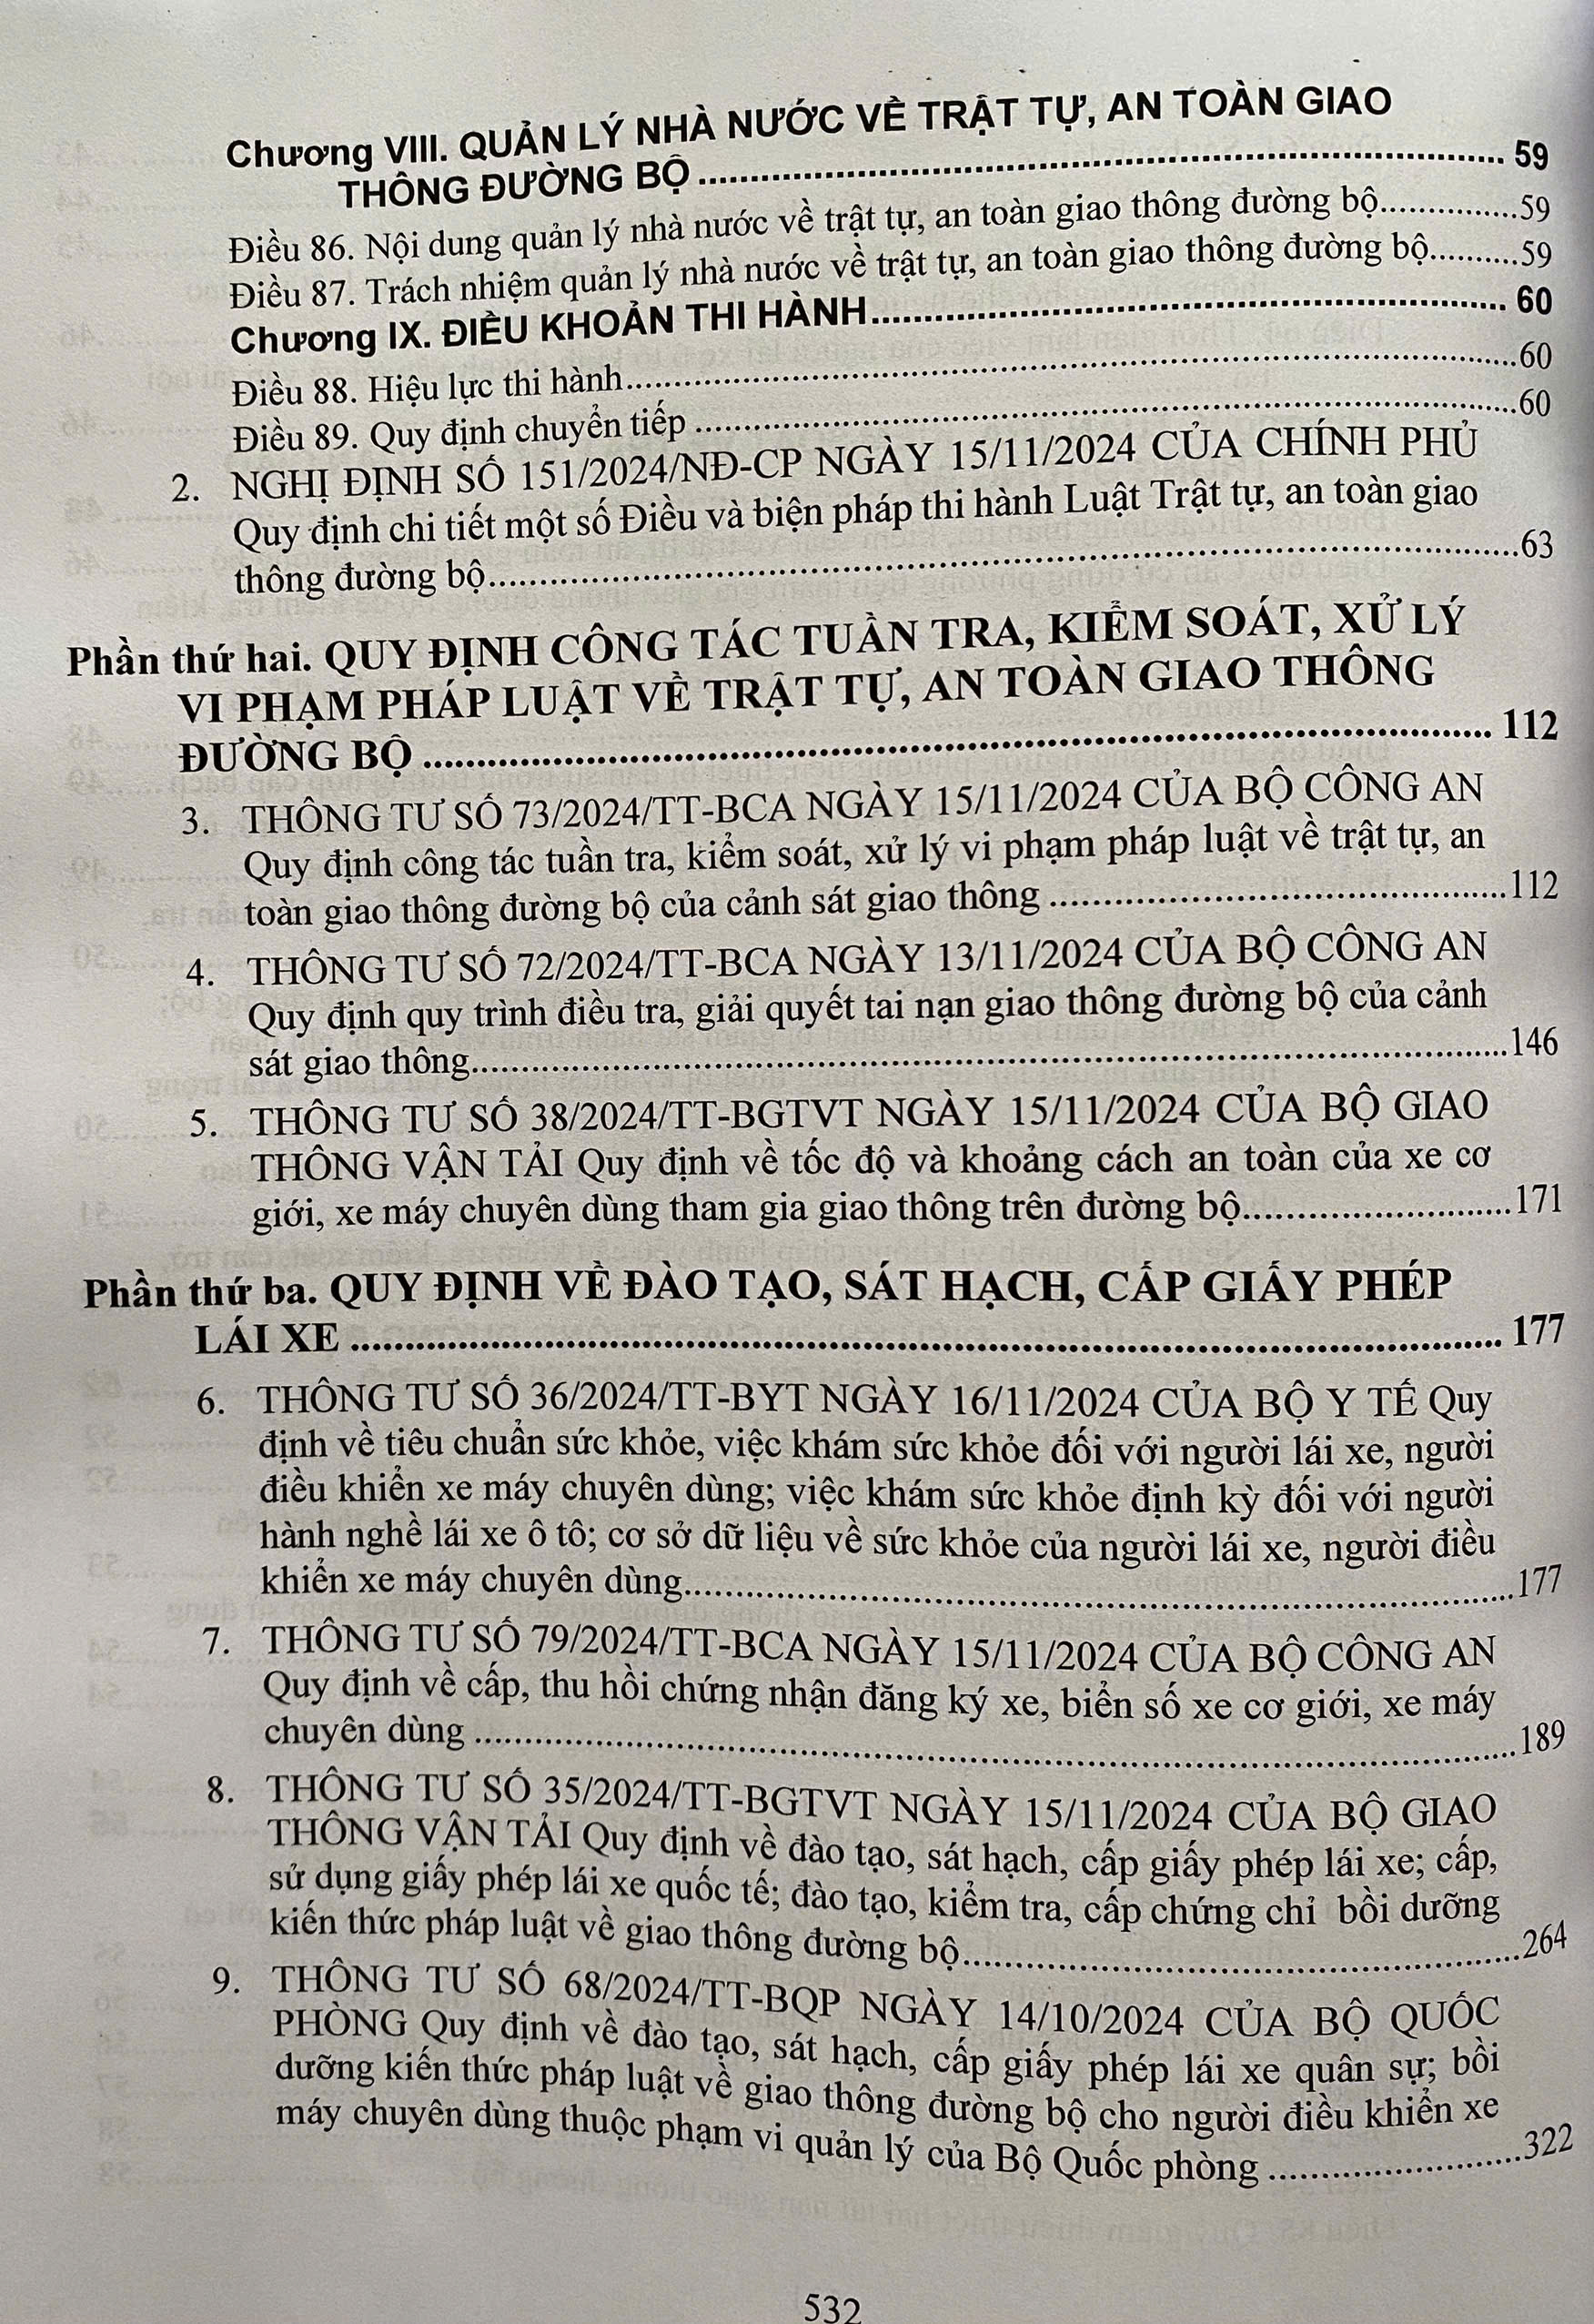 Chương VIII. QUẢN LÝ NHÀ NƯỚC VỀ TRẬT TỰ, AN TOÀN GIAO
THÔNG ĐƯỜNG BỘ ........ 59
Điều 86. Nội dung quản lý nhà nước về trật tự, an toàn giao thông đường bộ........59
Điều 87. Trách nhiệm quản lý nhà nước về trật tự, an toàn giao thông đường bộ........59
Chương IX. ĐIỀU KHOẢN THI HÀNH........ 60
Điều 88. Hiệu lực thi hành........60
Điều 89. Quy định chuyển tiếp ........60
2. NGHỊ ĐỊNH SỐ 151/2024/NĐ-CP NGÀY 15/11/2024 CỦA CHÍNH PHỦ
Quy định chi tiết một số Điều và biện pháp thi hành Luật Trật tự, an toàn giao
thông đường bộ........63
Phần thứ hai. QUY ĐỊNH CÔNG TÁC TUẦN TRA, KIỂM SOÁT, XỬ LÝ
VI PHẠM PHÁP LUẬT VỀ TRẬT TỰ, AN TOÀN GIAO THÔNG
ĐƯỜNG BỘ ........ 112
3. THÔNG TƯ SỐ 73/2024/TT-BCA NGÀY 15/11/2024 CỦA BỘ CÔNG AN
Quy định công tác tuần tra, kiểm soát, xử lý vi phạm pháp luật về trật tự, an
toàn giao thông đường bộ của cảnh sát giao thông ........112
4. THÔNG TƯ SỐ 72/2024/TT-BCA NGÀY 13/11/2024 CỦA BỘ CÔNG AN
Quy định quy trình điều tra, giải quyết tai nạn giao thông đường bộ của cảnh
sát giao thông........146
5. THÔNG TƯ SỐ 38/2024/TT-BGTVT NGÀY 15/11/2024 CỦA BỘ GIAO
THÔNG VẬN TẢI Quy định về tốc độ và khoảng cách an toàn của xe cơ
giới, xe máy chuyên dùng tham gia giao thông trên đường bộ........171
Phần thứ ba. QUY ĐỊNH VỀ ĐÀO TẠO, SÁT HẠCH, CẤP GIẤY PHÉP
LÁI XE ........ 177
6. THÔNG TƯ SỐ 36/2024/TT-BYT NGÀY 16/11/2024 CỦA BỘ Y TẾ Quy
định về tiêu chuẩn sức khỏe, việc khám sức khỏe đối với người lái xe, người
điều khiển xe máy chuyên dùng; việc khám sức khỏe định kỳ đối với người
hành nghề lái xe ô tô; cơ sở dữ liệu về sức khỏe của người lái xe, người điều
khiển xe máy chuyên dùng........177
7. THÔNG TƯ SỐ 79/2024/TT-BCA NGÀY 15/11/2024 CỦA BỘ CÔNG AN
Quy định về cấp, thu hồi chứng nhận đăng ký xe, biển số xe cơ giới, xe máy
chuyên dùng ........189
8. THÔNG TƯ SỐ 35/2024/TT-BGTVT NGÀY 15/11/2024 CỦA BỘ GIAO
THÔNG VẬN TẢI Quy định về đào tạo, sát hạch, cấp giấy phép lái xe; cấp,
sử dụng giấy phép lái xe quốc tế; đào tạo, kiểm tra, cấp chứng chỉ bồi dưỡng
kiến thức pháp luật về giao thông đường bộ........264
9. THÔNG TƯ SỐ 68/2024/TT-BQP NGÀY 14/10/2024 CỦA BỘ QUỐC
PHÒNG Quy định về đào tạo, sát hạch, cấp giấy phép lái xe quân sự; bồi
dưỡng kiến thức pháp luật về giao thông đường bộ cho người điều khiển xe
máy chuyên dùng thuộc phạm vi quản lý của Bộ Quốc phòng ........322
532